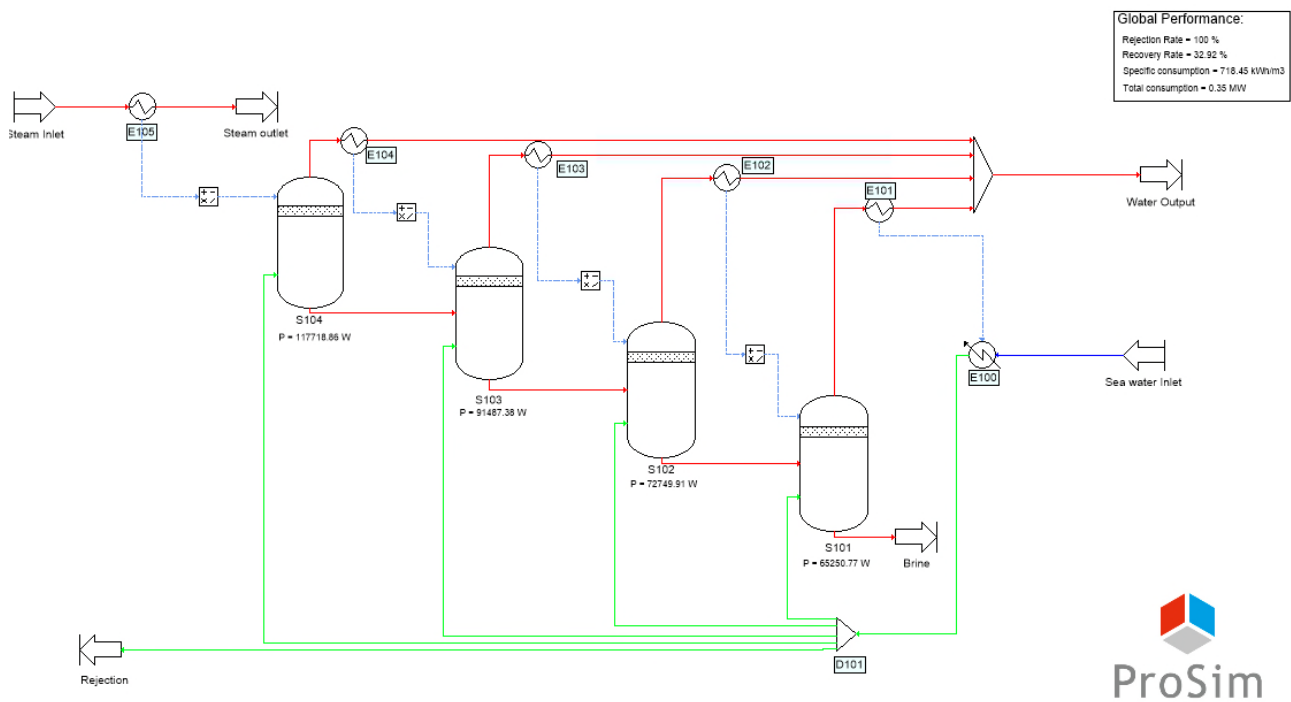 Global Performance:
Rejection Rate = 100 %
Recovery Rate = 32.92 %
Specific consumption = 718.45 kWh/m3
Total consumption = 0.35 MW
Steam Inlet
E105
Steam outlet
E104
E103
E102
E101
Water Output
S104
P = 117718.86 W
S103
P = 91487.38 W
S102
P = 72749.91 W
S101
P = 65250.77 W
E100
Sea water Inlet
Brine
D101
Rejection
ProSim